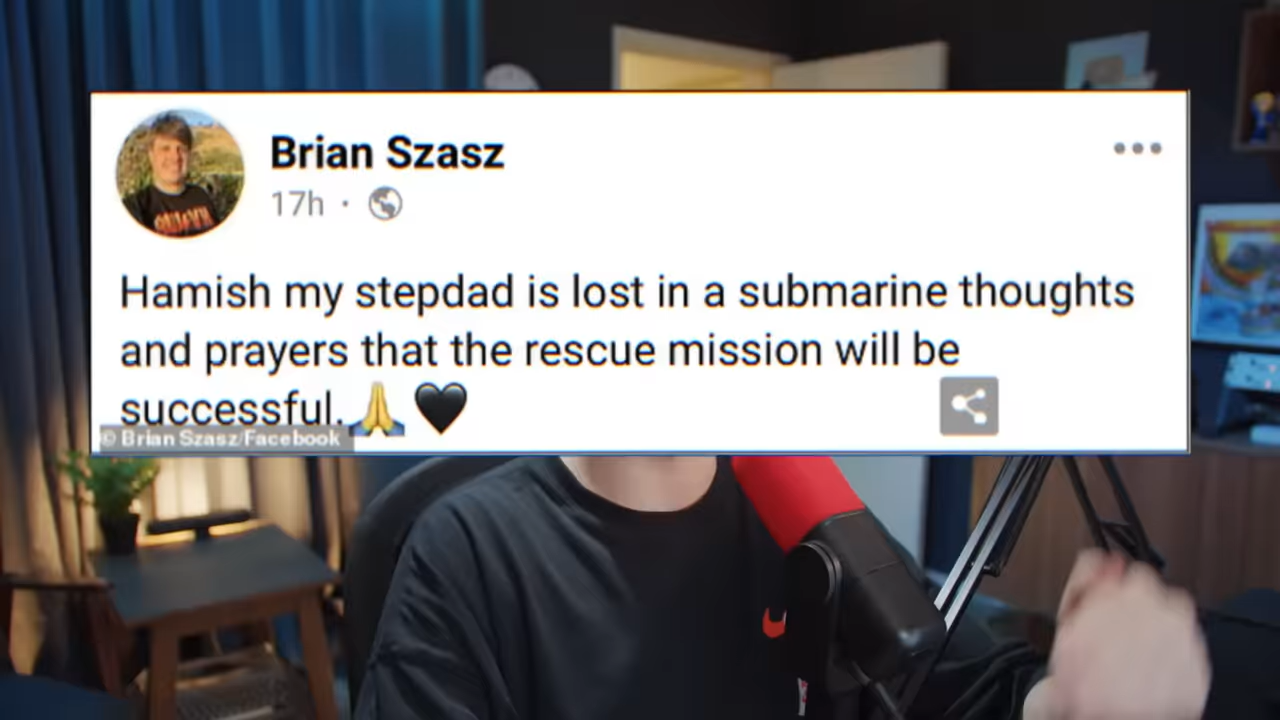 Brian Szasz
17h ·
Hamish my stepdad is lost in a submarine thoughts
and prayers that the rescue mission will be
successful. 🙏 🖤
© Brian Szasz/Facebook